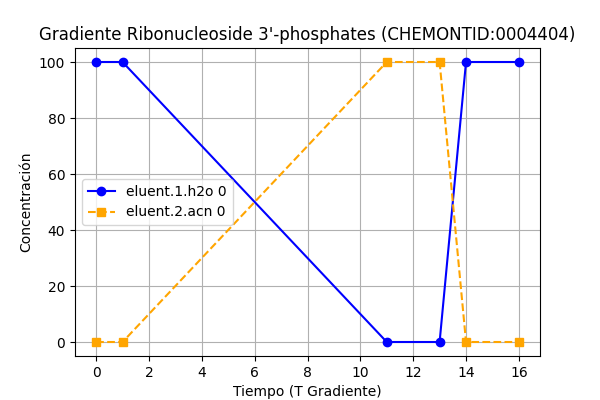 Gradiente Ribonucleoside 3'-phosphates (CHEMONTID:0004404)
100
80
60
40
20
0
Concentración
eluent.1.h2o 0
eluent.2.acn 0
0 2 4 6 8 10 12 14 16
Tiempo (T Gradiente)